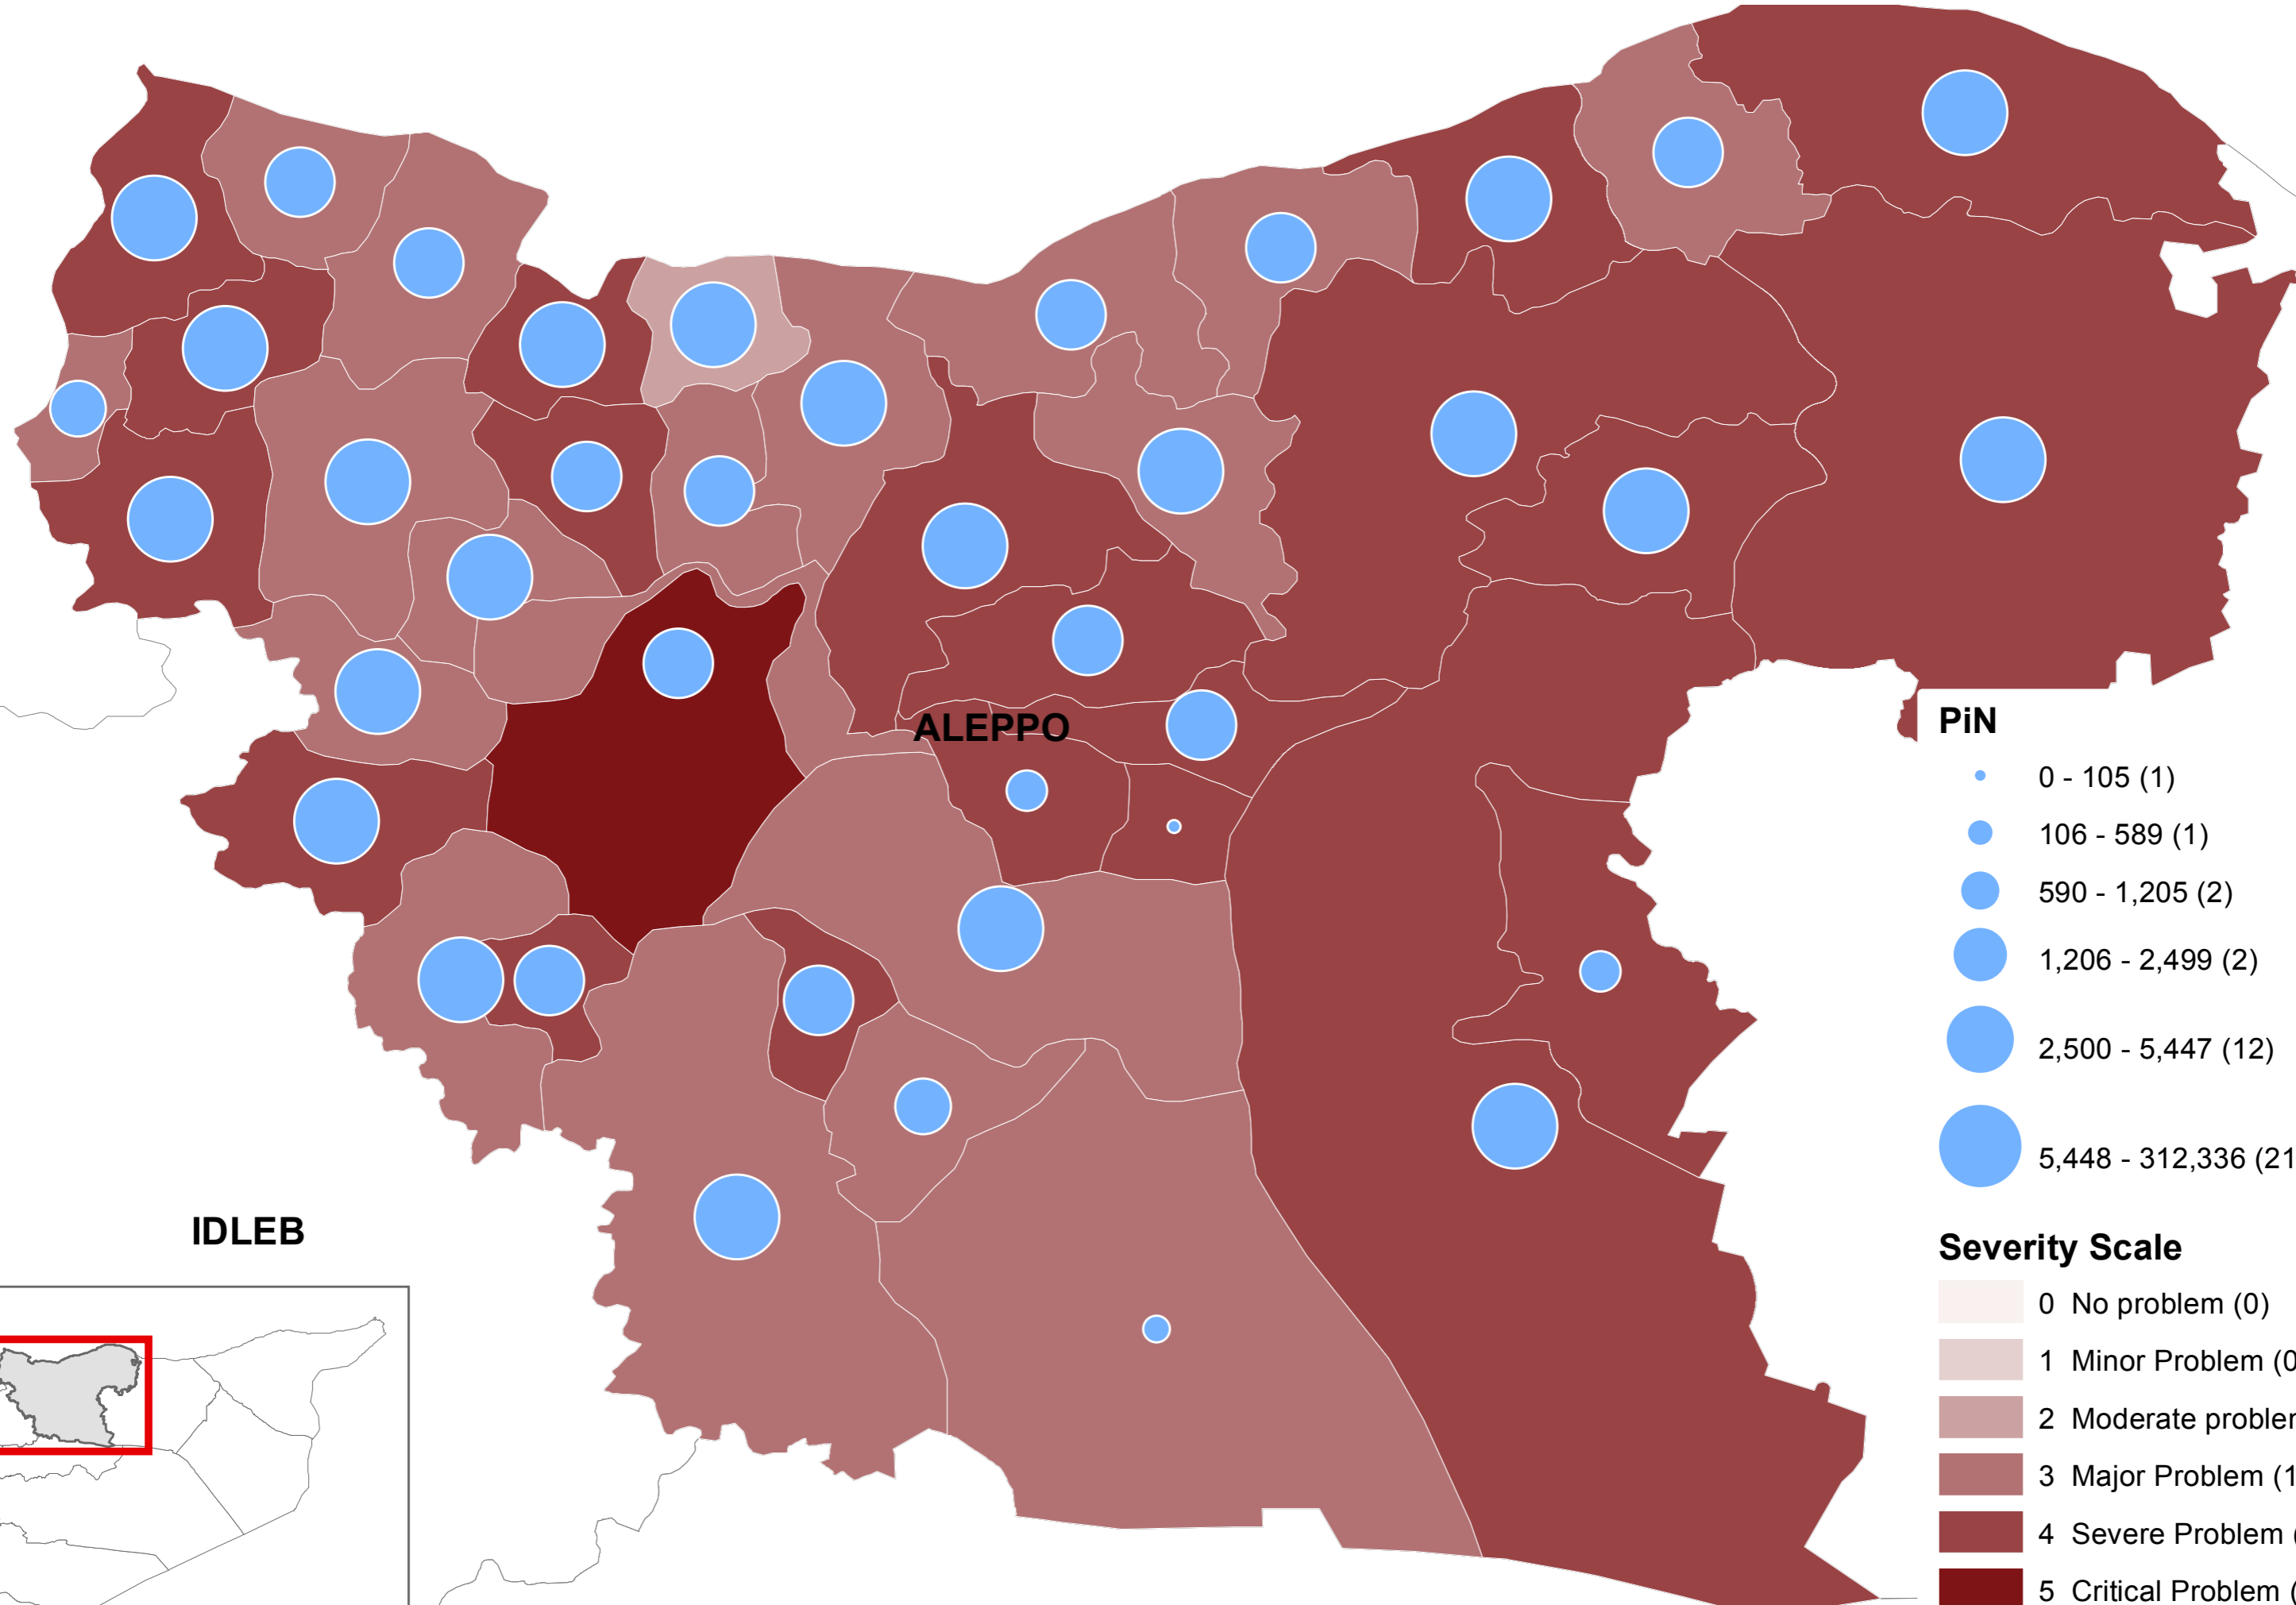 ALEPPO
IDLEB
PiN
0 - 105 (1)
106 - 589 (1)
590 - 1,205 (2)
1,206 - 2,499 (2)
2,500 - 5,447 (12)
5,448 - 312,336 (21
Severity Scale
0 No problem (0)
1 Minor Problem (0
2 Moderate problem
3 Major Problem (1
4 Severe Problem (
5 Critical Problem (